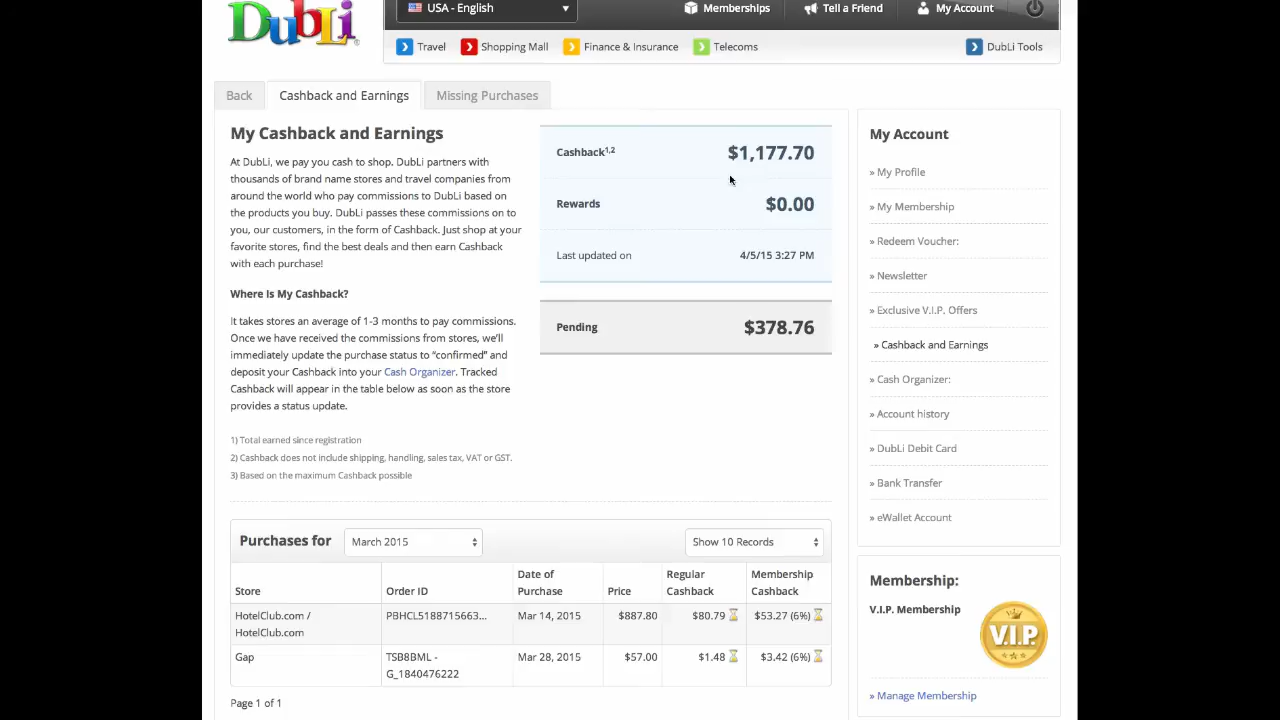 DubLi
USA - English
Memberships
Tell a Friend
My Account
Travel
Shopping Mall
Finance & Insurance
Telecoms
DubLi Tools
Back
Cashback and Earnings
Missing Purchases
My Cashback and Earnings
At DubLi, we pay you cash to shop. DubLi partners with
thousands of brand name stores and travel companies from
around the world who pay commissions to DubLi based on
the products you buy. DubLi passes these commissions on to
you, our customers, in the form of Cashback. Just shop at your
favorite stores, find the best deals and then earn Cashback
with each purchase!
Where Is My Cashback?
It takes stores an average of 1-3 months to pay commissions.
Once we have received the commissions from stores, we'll
immediately update the purchase status to “confirmed” and
deposit your Cashback into your Cash Organizer. Tracked
Cashback will appear in the table below as soon as the store
provides a status update.
1) Total earned since registration
2) Cashback does not include shipping, handling, sales tax, VAT or GST.
3) Based on the maximum Cashback possible
Cashback1,2 $1,177.70
Rewards $0.00
Last updated on 4/5/15 3:27 PM
Pending $378.76
Purchases for March 2015 Show 10 Records
Store Order ID Date of Purchase Price Regular Cashback Membership Cashback
HotelClub.com / HotelClub.com PBHCL5188715663... Mar 14, 2015 $887.80 $80.79 $53.27 (6%)
Gap TSB8BML - G_1840476222 Mar 28, 2015 $57.00 $1.48 $3.42 (6%)
Page 1 of 1
My Account
» My Profile
» My Membership
» Redeem Voucher:
» Newsletter
» Exclusive V.I.P. Offers
» Cashback and Earnings
» Cash Organizer:
» Account history
» DubLi Debit Card
» Bank Transfer
» eWallet Account
Membership:
V.I.P. Membership
V.I.P.
» Manage Membership